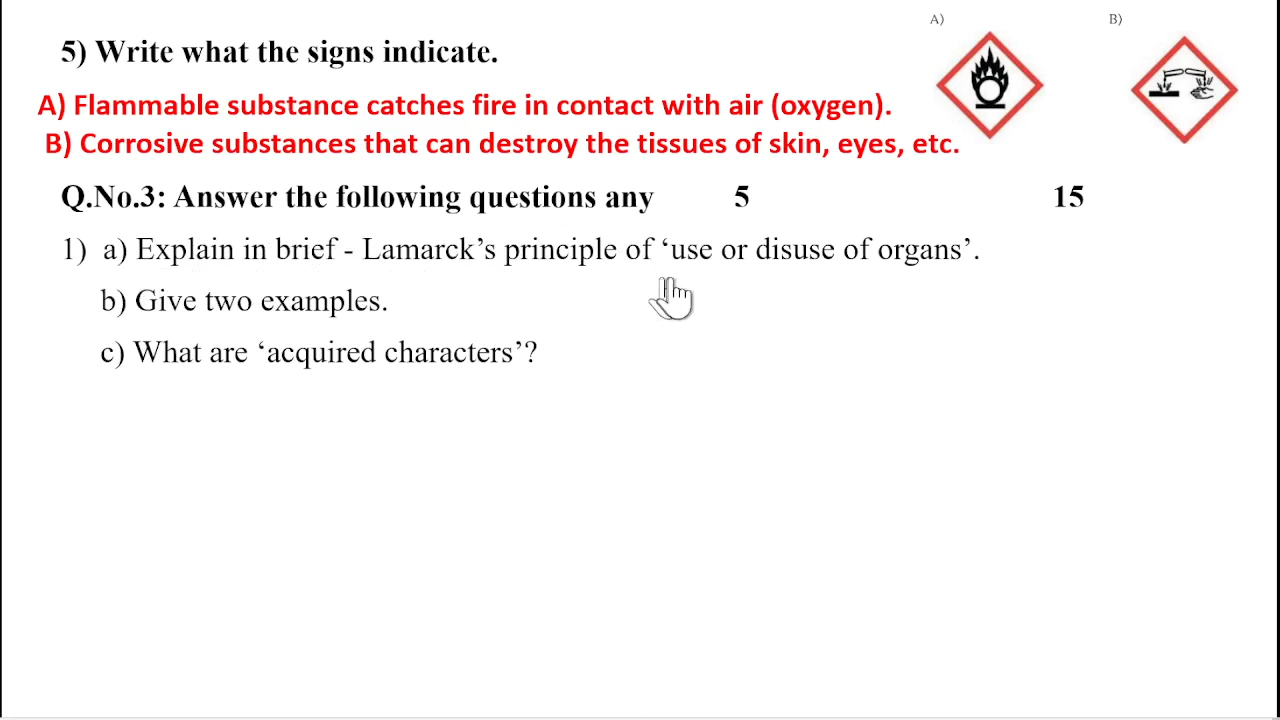 A) B)
5) Write what the signs indicate.
A) Flammable substance catches fire in contact with air (oxygen).
B) Corrosive substances that can destroy the tissues of skin, eyes, etc.
Q.No.3: Answer the following questions any 5 15
1) a) Explain in brief - Lamarck’s principle of ‘use or disuse of organs’.
b) Give two examples.
c) What are ‘acquired characters’?